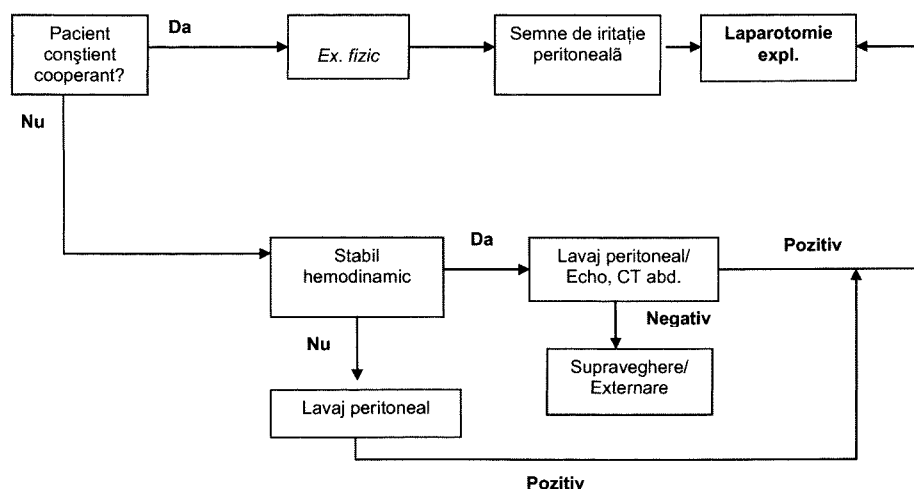 Pacient
conştient
cooperant?
Da
Ex. fizic
Semne de iritaţie
peritoneală
Laparotomie
expl.
Nu
Stabil
hemodinamic
Da
Lavaj peritoneal/
Echo, CT abd.
Pozitiv
Negativ
Nu
Supraveghere/
Externare
Lavaj peritoneal
Pozitiv